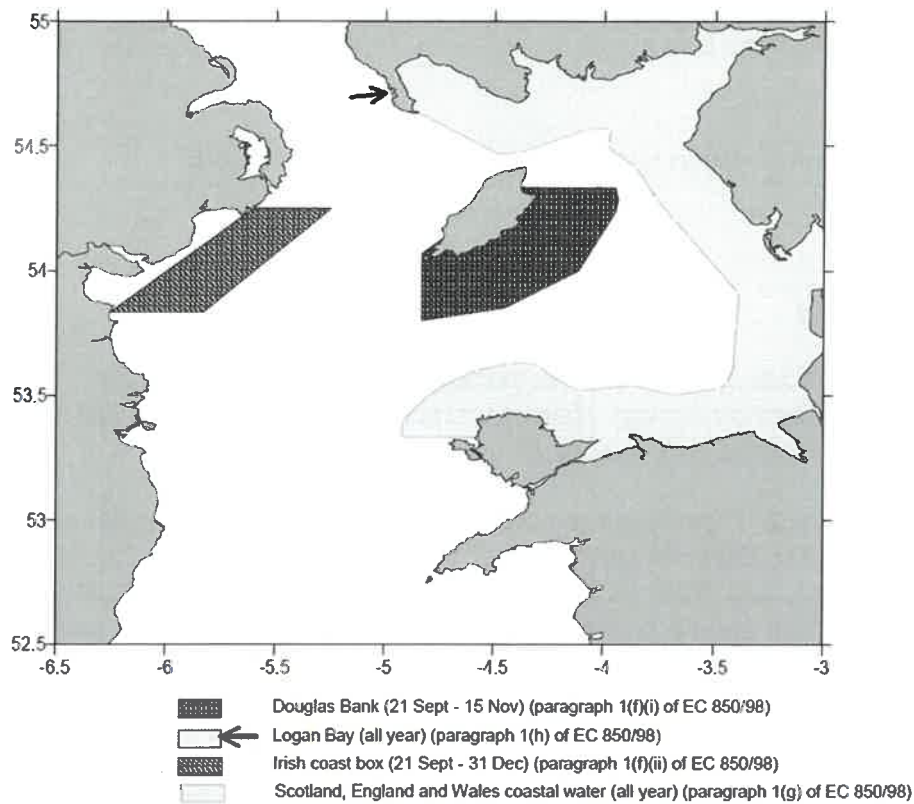 55
54.5
54
53.5
53
52.5
-6.5 -6 -5.5 -5 -4.5 -4 -3.5 -3
Douglas Bank (21 Sept - 15 Nov) (paragraph 1(f)(i) of EC 850/98)
Logan Bay (all year) (paragraph 1(h) of EC 850/98)
Irish coast box (21 Sept - 31 Dec) (paragraph 1(f)(ii) of EC 850/98)
Scotland, England and Wales coastal water (all year) (paragraph 1(g) of EC 850/98)